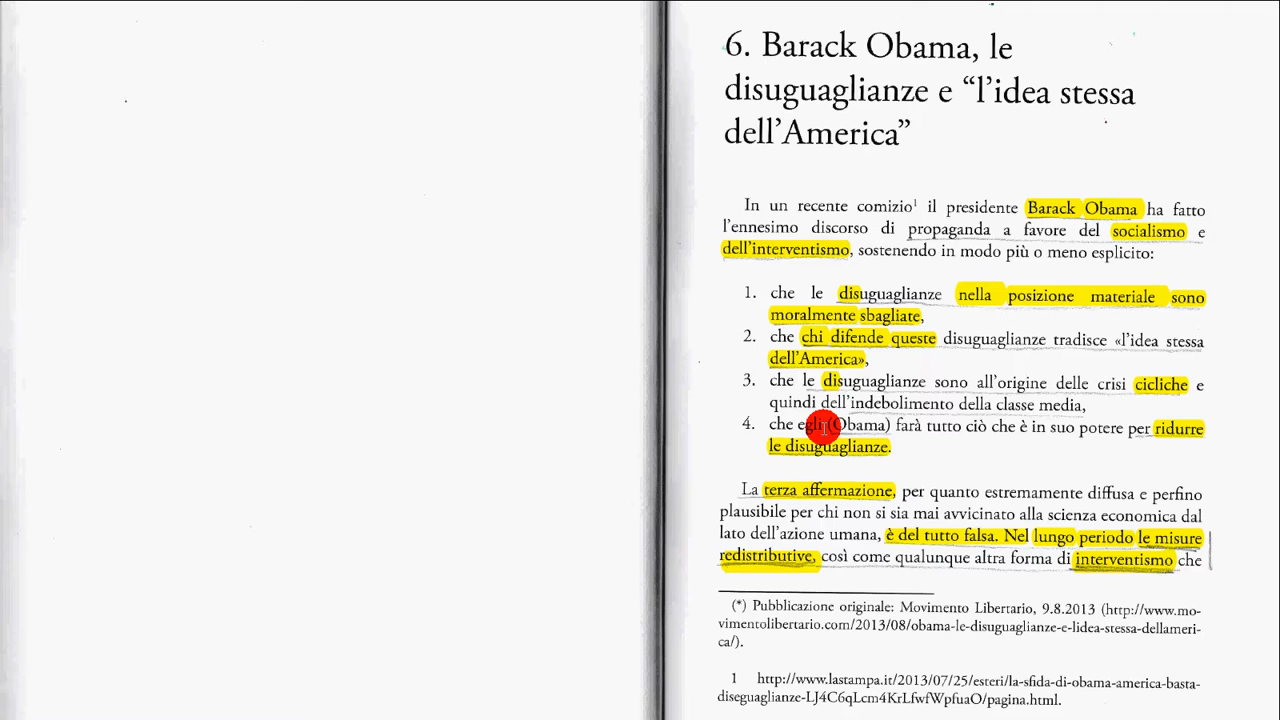 6. Barack Obama, le
disuguaglianze e “l’idea stessa
dell’America”
In un recente comizio¹ il presidente Barack Obama ha fatto
l’ennesimo discorso di propaganda a favore del socialismo e
dell’interventismo, sostenendo in modo più o meno esplicito:
1. che le disuguaglianze nella posizione materiale sono
moralmente sbagliate,
2. che chi difende queste disuguaglianze tradisce «l’idea stessa
dell’America»,
3. che le disuguaglianze sono all’origine delle crisi cicliche e
quindi dell’indebolimento della classe media,
4. che egli (Obama) farà tutto ciò che è in suo potere per ridurre
le disuguaglianze.
La terza affermazione, per quanto estremamente diffusa e perfino
plausibile per chi non si sia mai avvicinato alla scienza economica dal
lato dell’azione umana, è del tutto falsa. Nel lungo periodo le misure
redistributive, così come qualunque altra forma di interventismo che
(*) Pubblicazione originale: Movimento Libertario, 9.8.2013 (http://www.mo-
vimentolibertario.com/2013/08/obama-le-disuguaglianze-e-lidea-stessa-dellameri-
ca/).
1 http://www.lastampa.it/2013/07/25/esteri/la-sfida-di-obama-america-basta-
diseguaglianze-LJ4C6qLcm4KrLfwfWpfuaO/pagina.html.